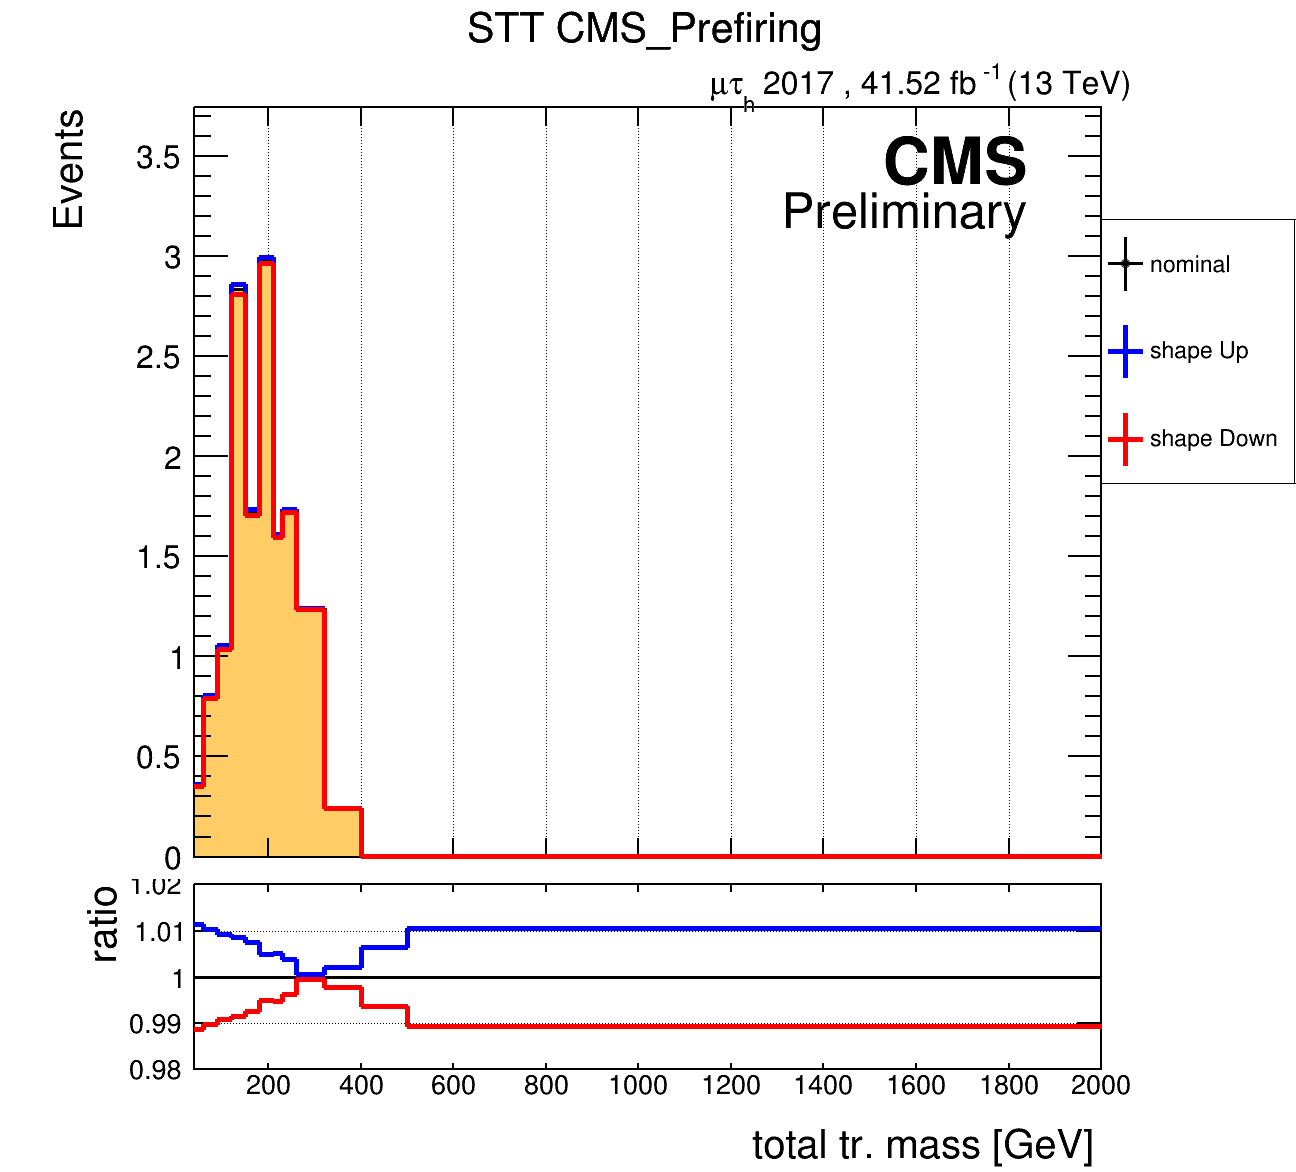 STT CMS_Prefiring
μτh 2017 , 41.52 fb-1 (13 TeV)
Events
CMS
Preliminary
3.5
3
2.5
2
1.5
1
0.5
0
nominal
shape Up
shape Down
ratio
1.02
1.01
1
0.99
0.98
200 400 600 800 1000 1200 1400 1600 1800 2000
total tr. mass [GeV]